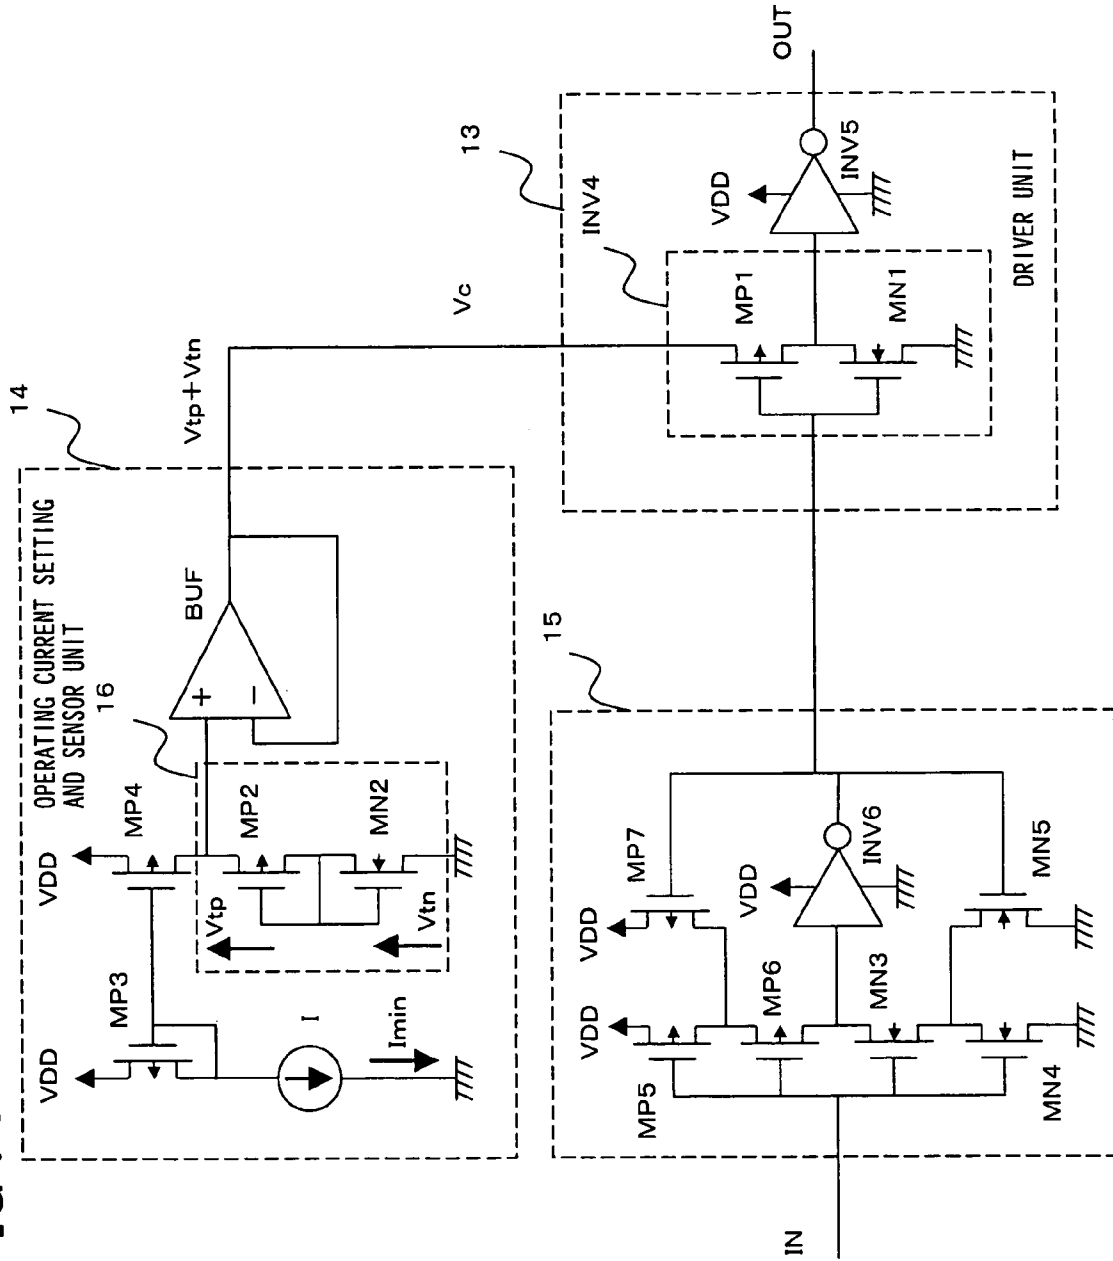 14
OPERATING CURRENT SETTING
AND SENSOR UNIT
16
VDD
VDD
MP3
MP4
BUF
+
−
Vtp+Vtn
Vc
MP2
MN2
Vtp
Vtn
I
Imin
13
INV4
MP1
MN1
VDD
INV5
OUT
DRIVER UNIT
15
IN
VDD
VDD
VDD
MP5
MP6
MP7
MN3
MN4
MN5
INV6